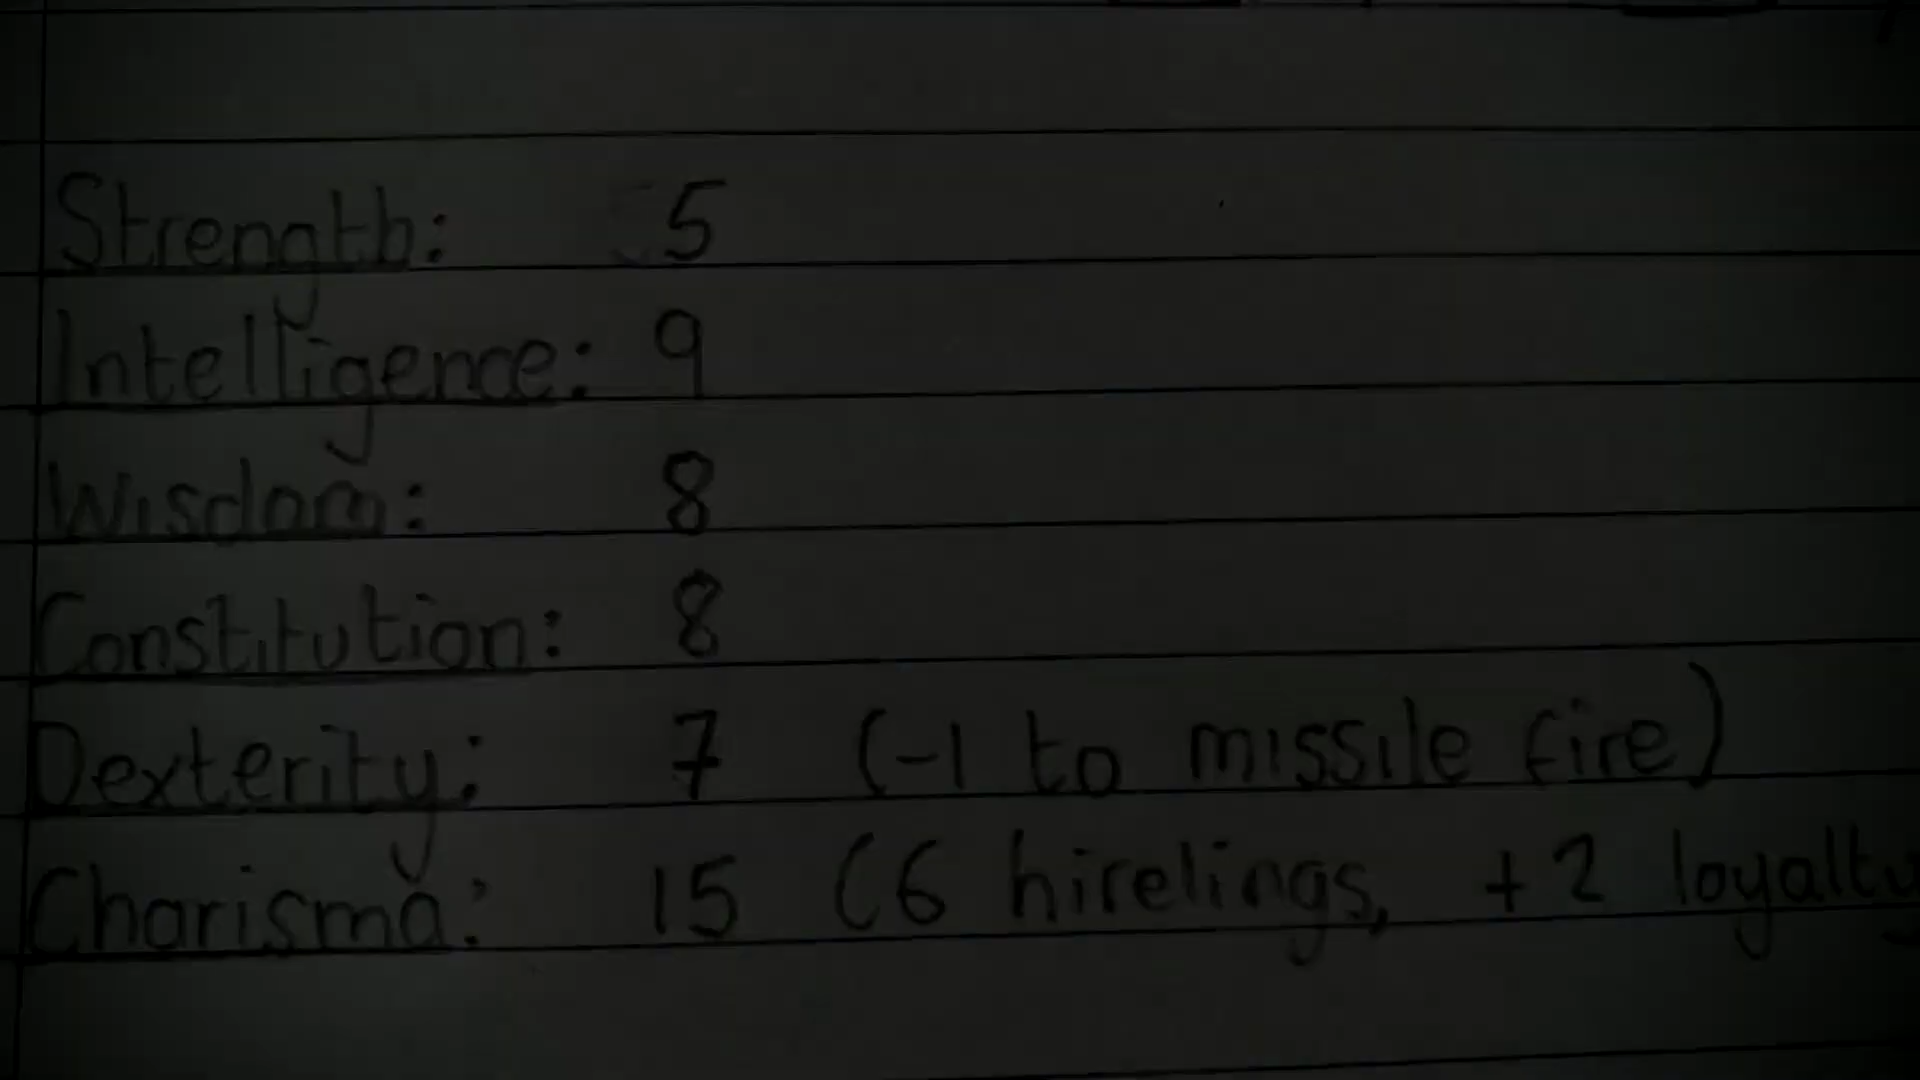 Strength: 5
Intelligence: 9
Wisdom: 8
Constitution: 8
Dexterity: 7 (-1 to missile fire)
Charisma: 15 (6 hirelings, +2 loyalty